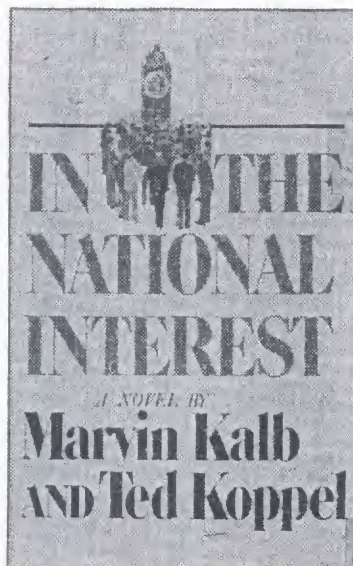 IN THE
NATIONAL
INTEREST
A NOVEL BY
Marvin Kalb
AND Ted Koppel